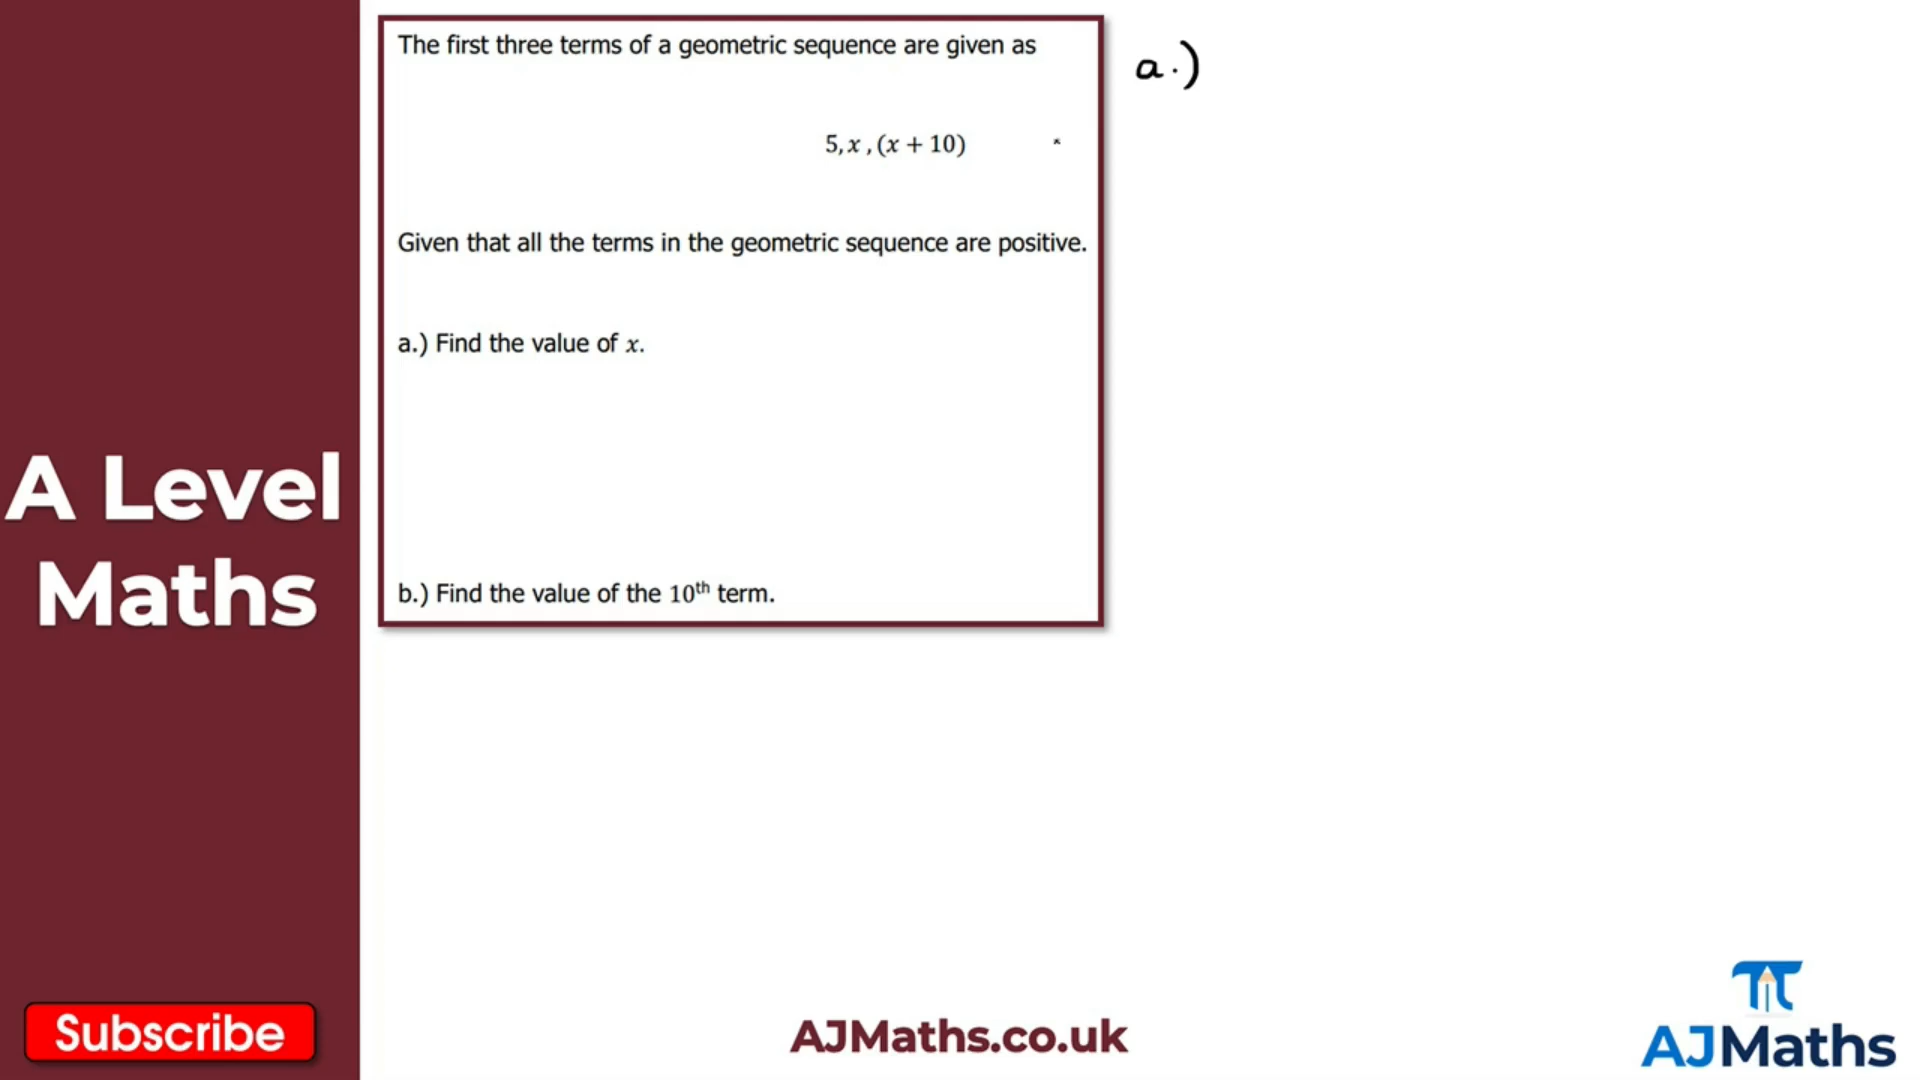 The first three terms of a geometric sequence are given as
5, x , (x + 10)
Given that all the terms in the geometric sequence are positive.
a.) Find the value of x.
b.) Find the value of the 10th term.
a.)
A Level
Maths
Subscribe
AJMaths.co.uk
AJMaths